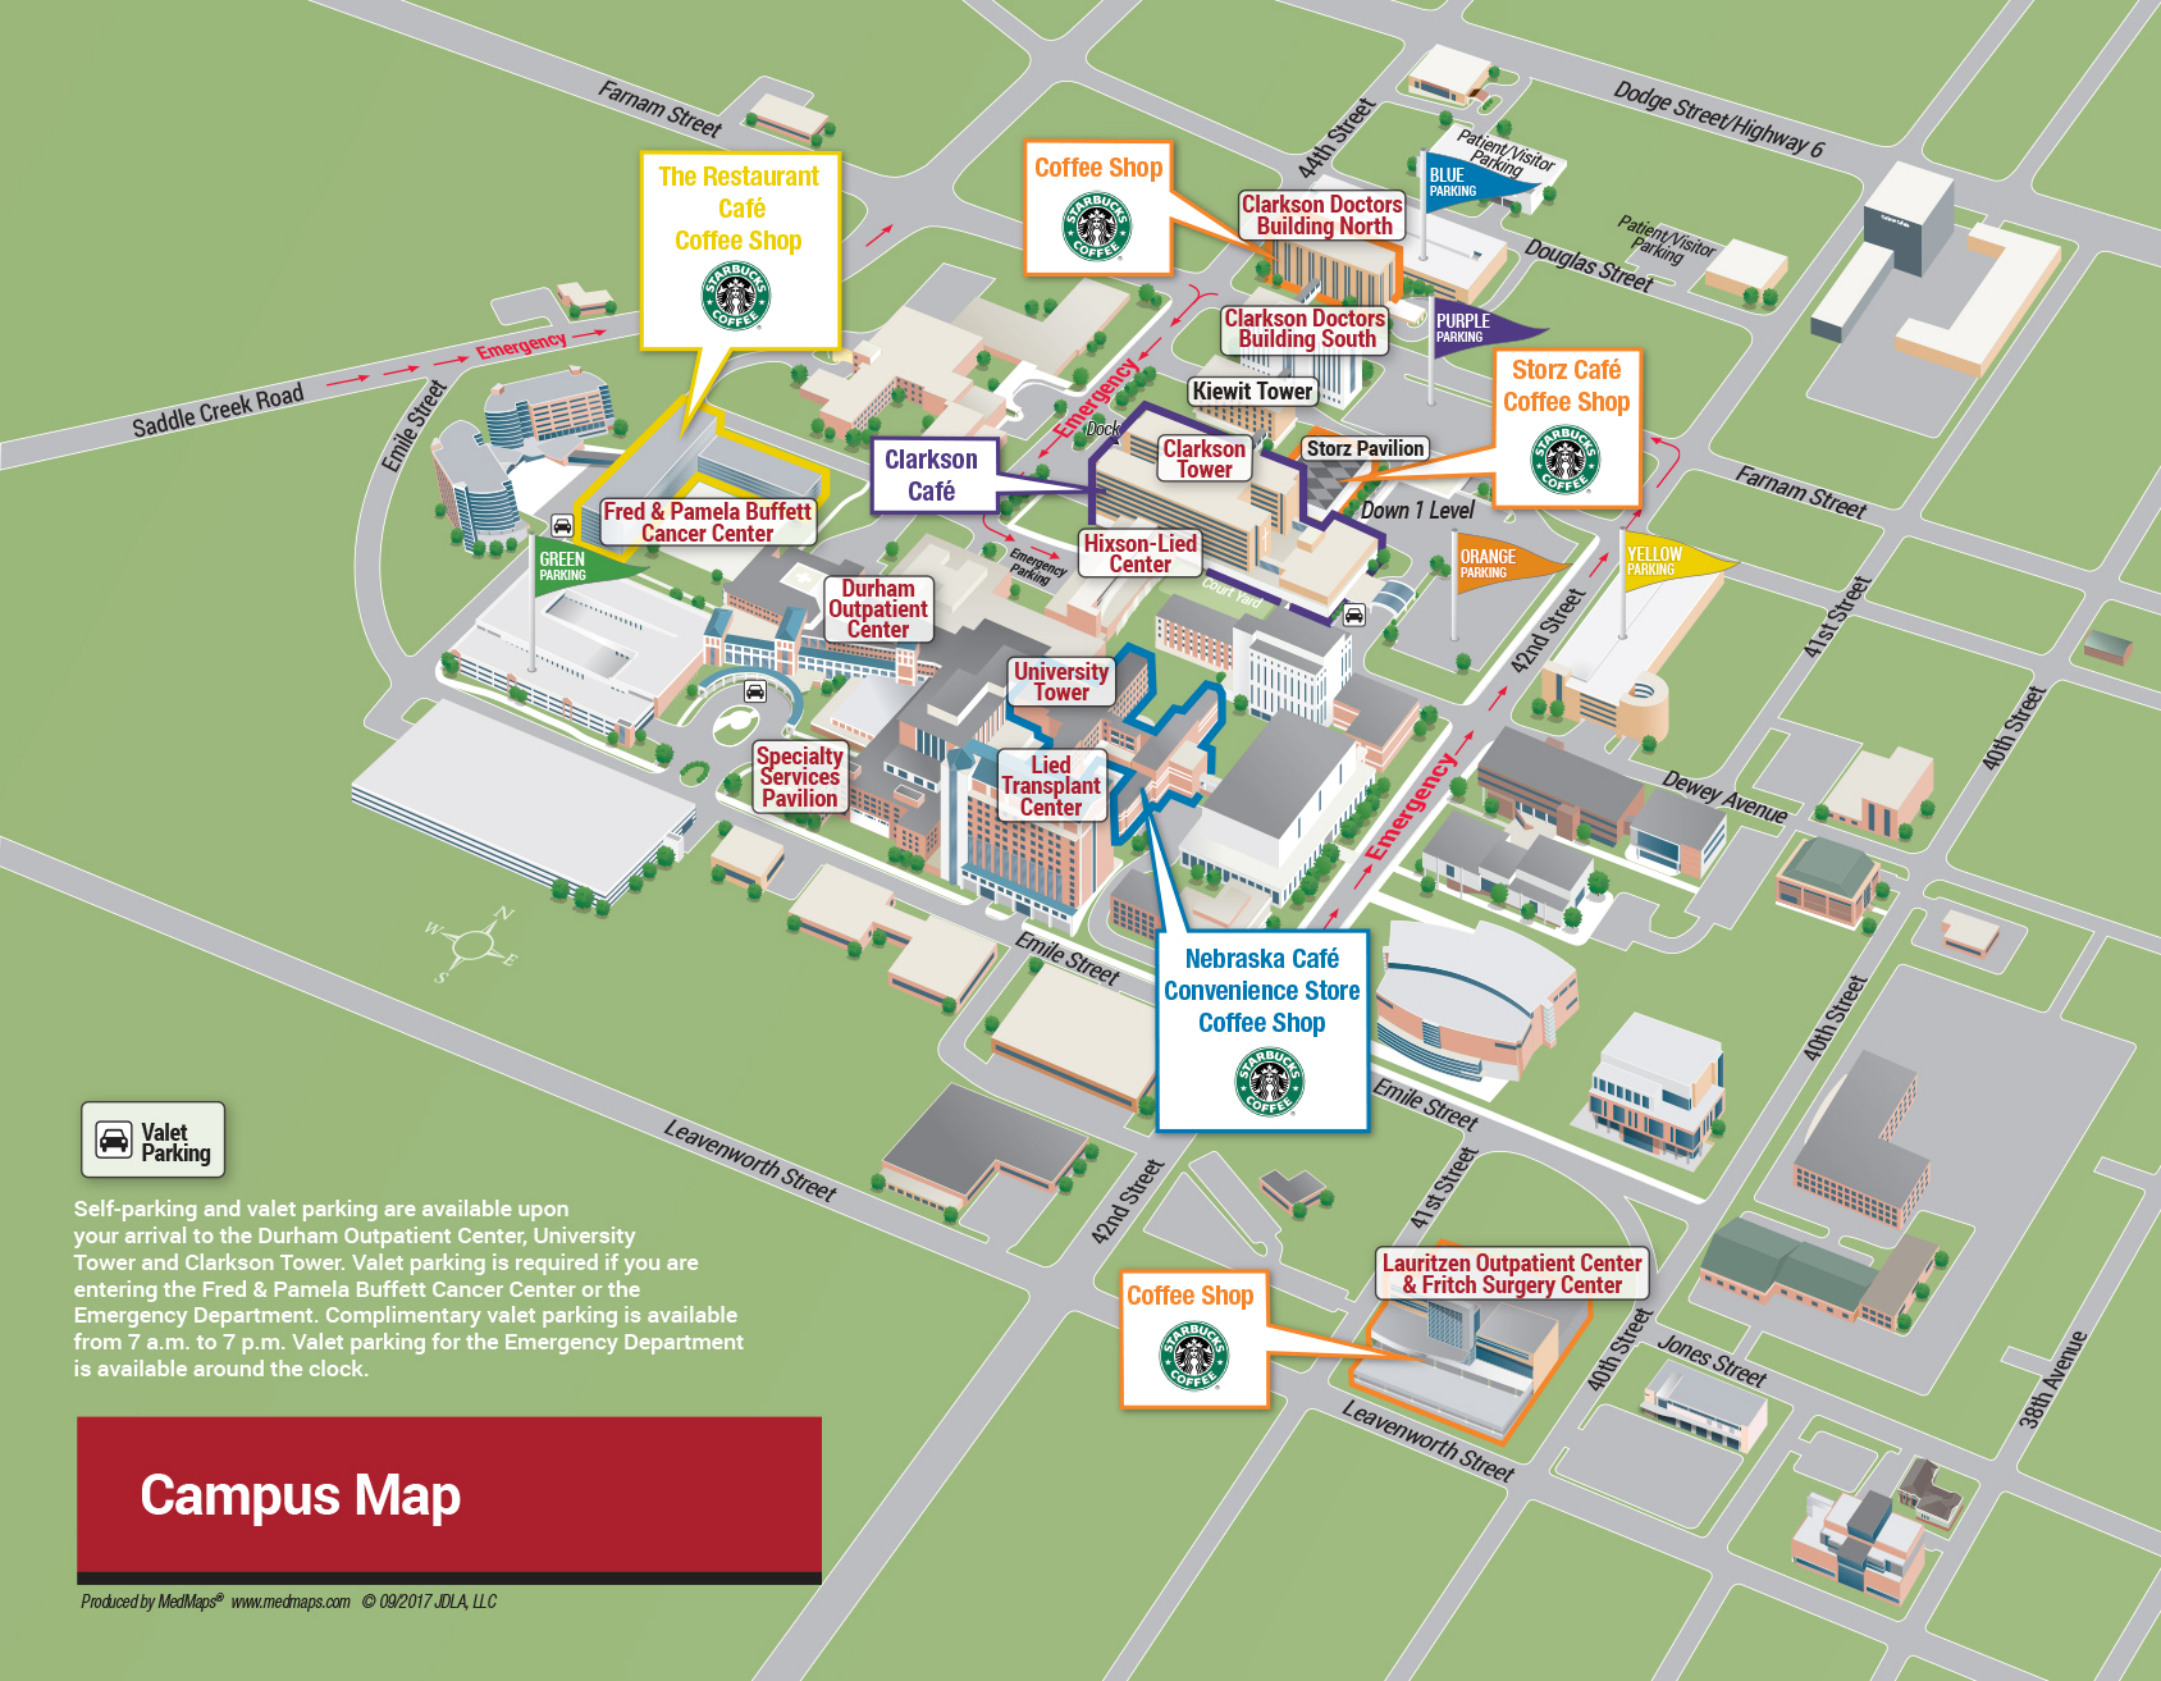 Farnam Street
Dodge Street/Highway 6
44th Street
Patient/Visitor
Parking
BLUE
PARKING
The Restaurant
Café
Coffee Shop
STARBUCKS
COFFEE
Coffee Shop
STARBUCKS
COFFEE
Clarkson Doctors
Building North
Patient/Visitor
Parking
Douglas Street
Clarkson Doctors
Building South
PURPLE
PARKING
Emergency
Saddle Creek Road
Emile Street
Emergency
Dock
Kiewit Tower
Storz Café
Coffee Shop
STARBUCKS
COFFEE
Clarkson
Café
Clarkson
Tower
Storz Pavilion
Down 1 Level
Farnam Street
Fred & Pamela Buffett
Cancer Center
GREEN
PARKING
Emergency
Parking
Hixson-Lied
Center
Court Yard
ORANGE
PARKING
YELLOW
PARKING
Durham
Outpatient
Center
42nd Street
41st Street
40th Street
University
Tower
Specialty
Services
Pavilion
Lied
Transplant
Center
Emergency
Dewey Avenue
N
W
E
S
Emile Street
Nebraska Café
Convenience Store
Coffee Shop
STARBUCKS
COFFEE
40th Street
Emile Street
Leavenworth Street
42nd Street
41st Street
Valet
Parking
Self-parking and valet parking are available upon
your arrival to the Durham Outpatient Center, University
Tower and Clarkson Tower. Valet parking is required if you are
entering the Fred & Pamela Buffett Cancer Center or the
Emergency Department. Complimentary valet parking is available
from 7 a.m. to 7 p.m. Valet parking for the Emergency Department
is available around the clock.
Lauritzen Outpatient Center
& Fritch Surgery Center
Coffee Shop
STARBUCKS
COFFEE
40th Street
Jones Street
38th Avenue
Leavenworth Street
Campus Map
Produced by MedMaps® www.medmaps.com © 09/2017 JDLA, LLC